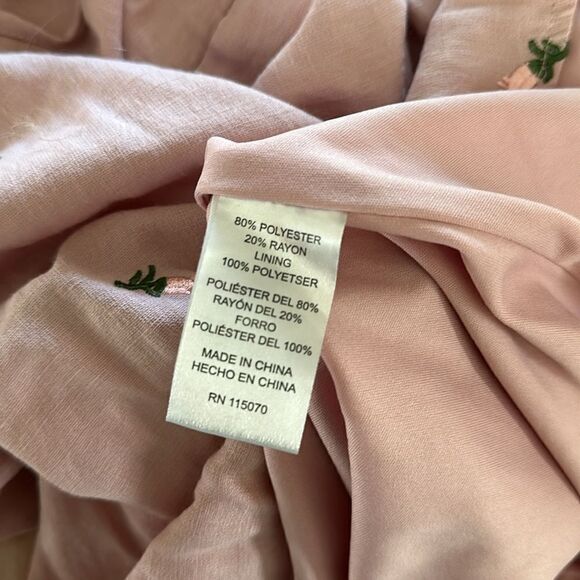 80% POLYESTER
20% RAYON
LINING
100% POLYETSER
POLIÉSTER DEL 80%
RAYÓN DEL 20%
FORRO
POLIÉSTER DEL 100%
MADE IN CHINA
HECHO EN CHINA
RN 115070